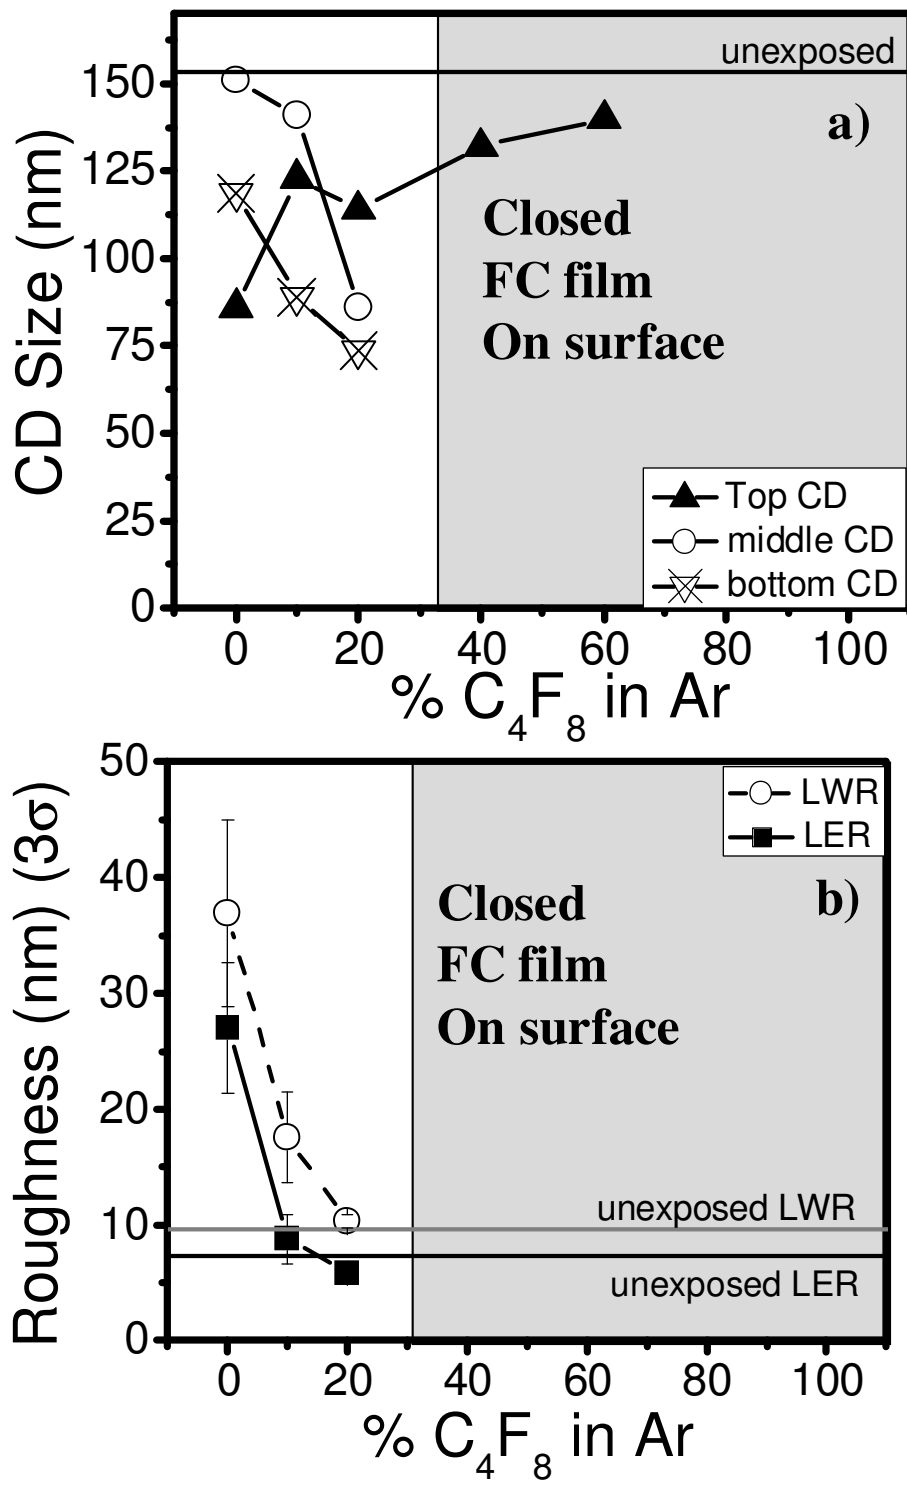 unexposed
a)
150
125
100
75
50
25
0
CD Size (nm)
Closed
FC film
On surface
Top CD
middle CD
bottom CD
0 20 40 60 80 100
% C₄F₈ in Ar
50
40
30
20
10
0
Roughness (nm) (3σ)
LWR
LER
b)
Closed
FC film
On surface
unexposed LWR
unexposed LER
0 20 40 60 80 100
% C₄F₈ in Ar